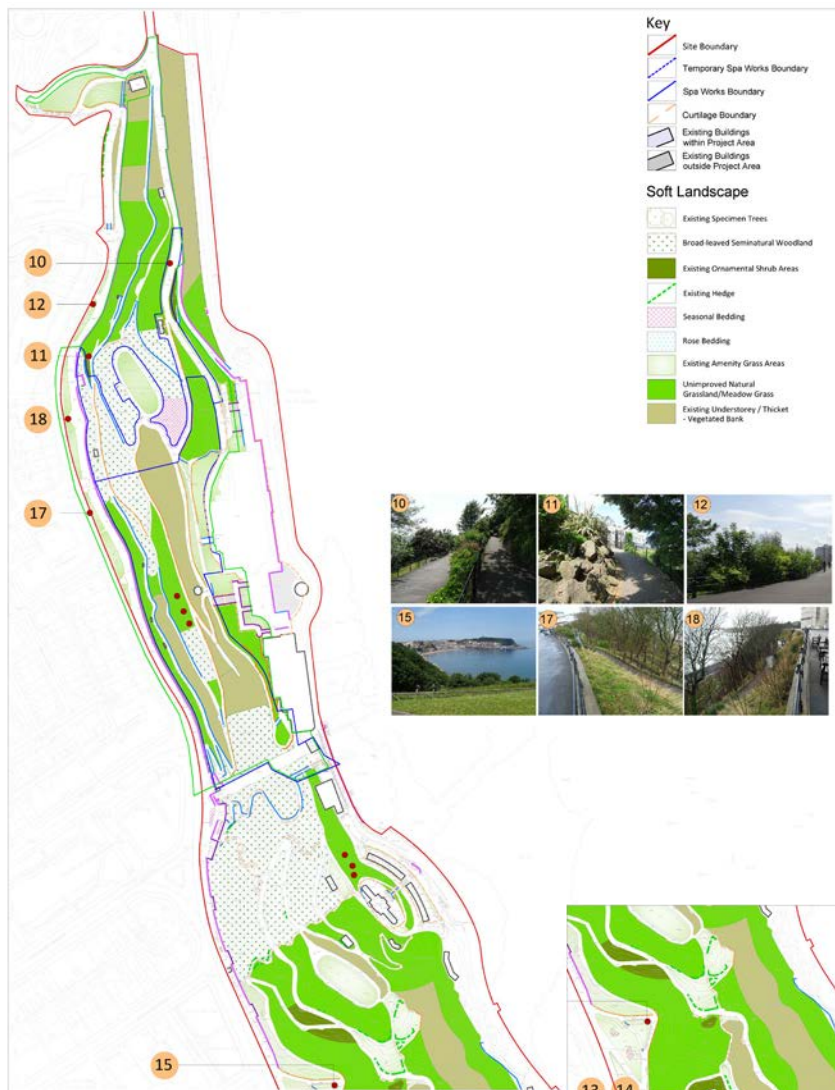 Key
Site Boundary
Temporary Spa Works Boundary
Spa Works Boundary
Curtilage Boundary
Existing Buildings
within Project Area
Existing Buildings
outside Project Area
Soft Landscape
Existing Specimen Trees
Broad-leaved Seminatural Woodland
Existing Ornamental Shrub Areas
Existing Hedge
Seasonal Bedding
Rose Bedding
Existing Amenity Grass Areas
Unimproved Natural
Grassland/Meadow Grass
Existing Understorey / Thicket
- Vegetated Bank
10
12
11
18
17
10
11
12
15
17
18
15
13 14